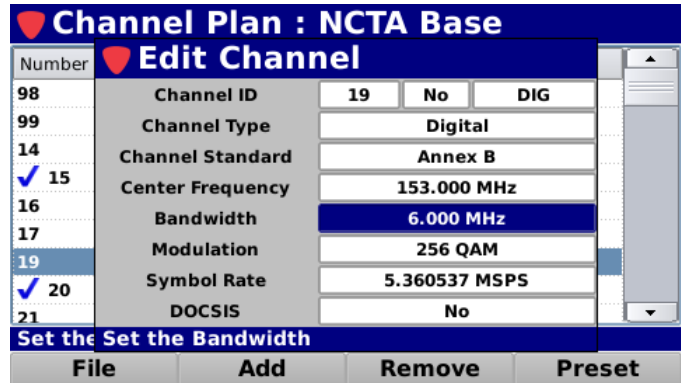 Channel Plan : NCTA Base
Edit Channel
Number
98
99
14
15
16
17
19
20
21
Channel ID 19 No DIG
Channel Type Digital
Channel Standard Annex B
Center Frequency 153.000 MHz
Bandwidth 6.000 MHz
Modulation 256 QAM
Symbol Rate 5.360537 MSPS
DOCSIS No
Set the Set the Bandwidth
File Add Remove Preset